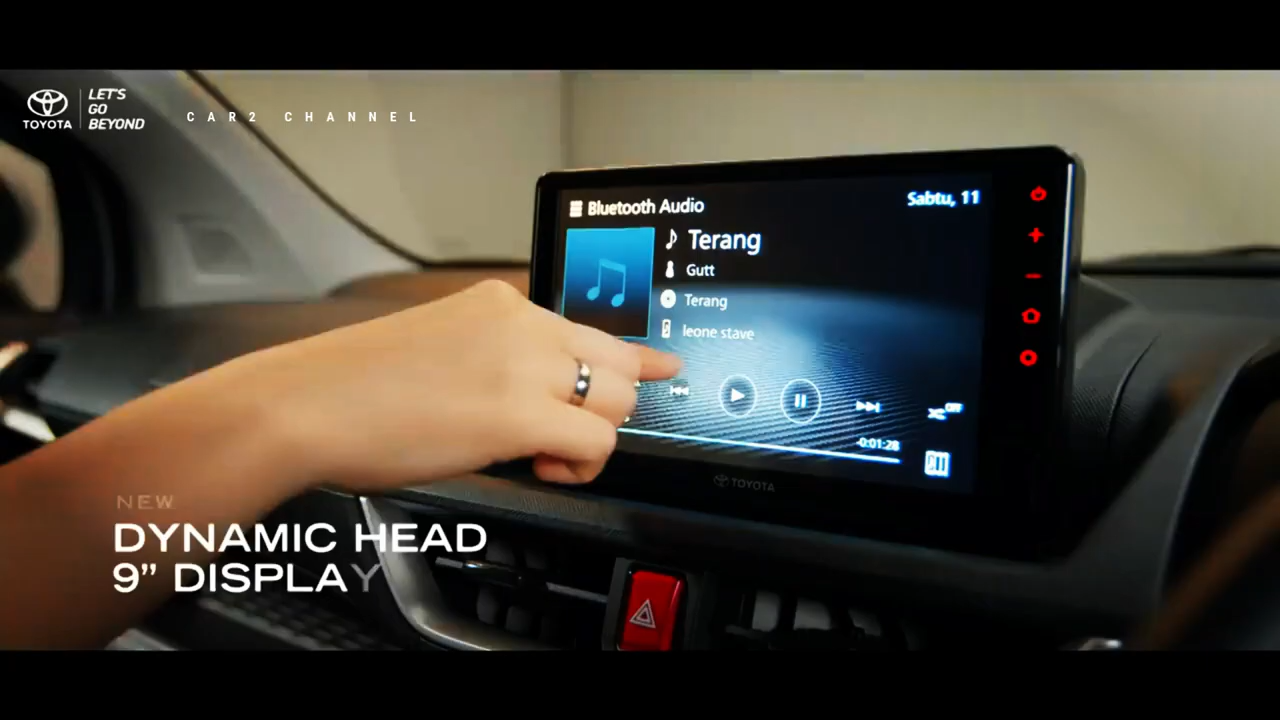 TOYOTA
LET'S
GO
BEYOND
CAR2 CHANNEL
Bluetooth Audio
Sabtu, 11
Terang
Gutt
Terang
leone stave
OFF
-0:01:28
TOYOTA
NEW
DYNAMIC HEAD
9” DISPLAY